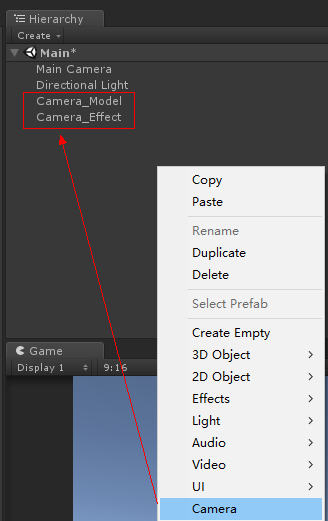 Hierarchy
Create
Main*
Main Camera
Directional Light
Camera_Model
Camera_Effect
Copy
Paste
Rename
Duplicate
Delete
Select Prefab
Create Empty
3D Object
2D Object
Effects
Light
Audio
Video
UI
Camera
Game
Display 1 9:16